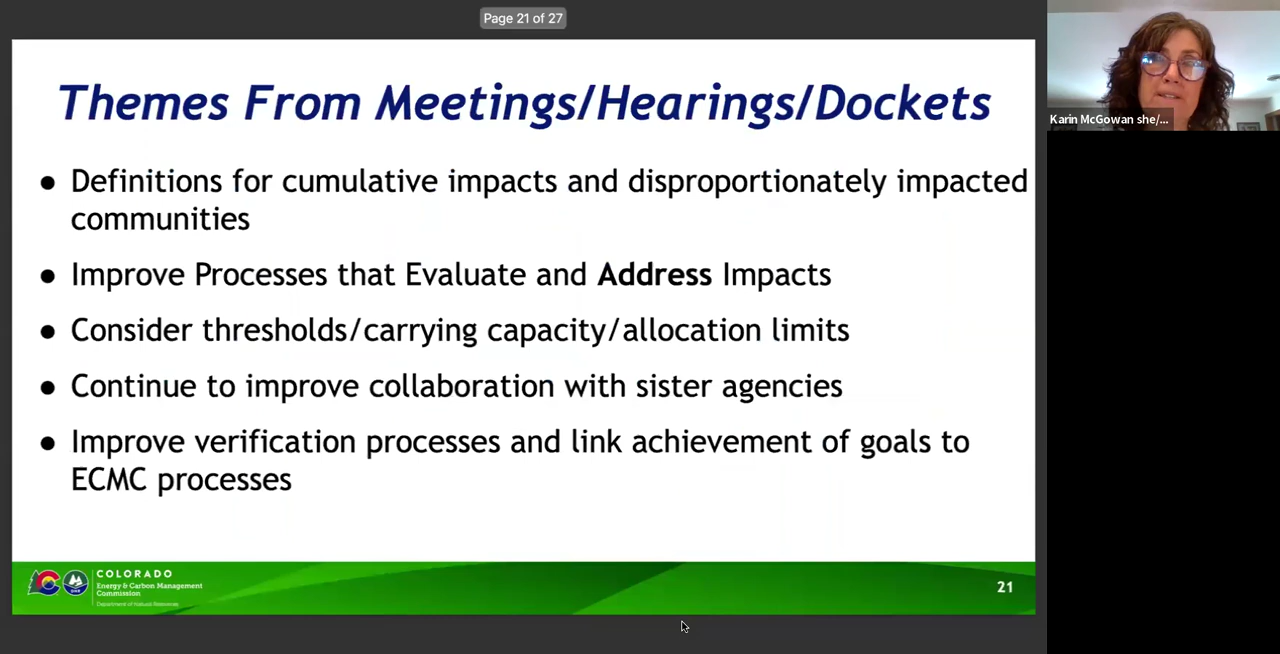 Page 21 of 27
Themes From Meetings/Hearings/Dockets
● Definitions for cumulative impacts and disproportionately impacted
communities
● Improve Processes that Evaluate and Address Impacts
● Consider thresholds/carrying capacity/allocation limits
● Continue to improve collaboration with sister agencies
● Improve verification processes and link achievement of goals to
ECMC processes
COLORADO
Energy & Carbon Management
Commission
Department of Natural Resources
21
Karin McGowan she/...